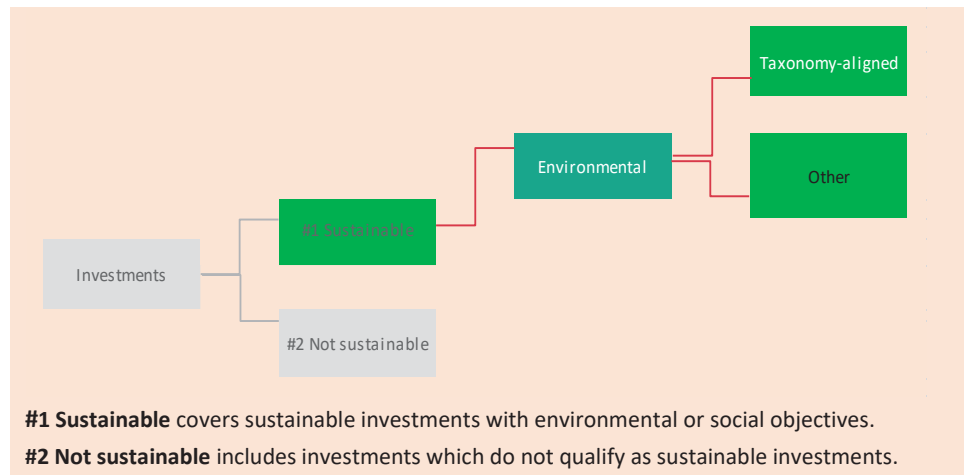 Taxonomy-aligned
Environmental
Other
#1 Sustainable
Investments
#2 Not sustainable
#1 Sustainable covers sustainable investments with environmental or social objectives.
#2 Not sustainable includes investments which do not qualify as sustainable investments.